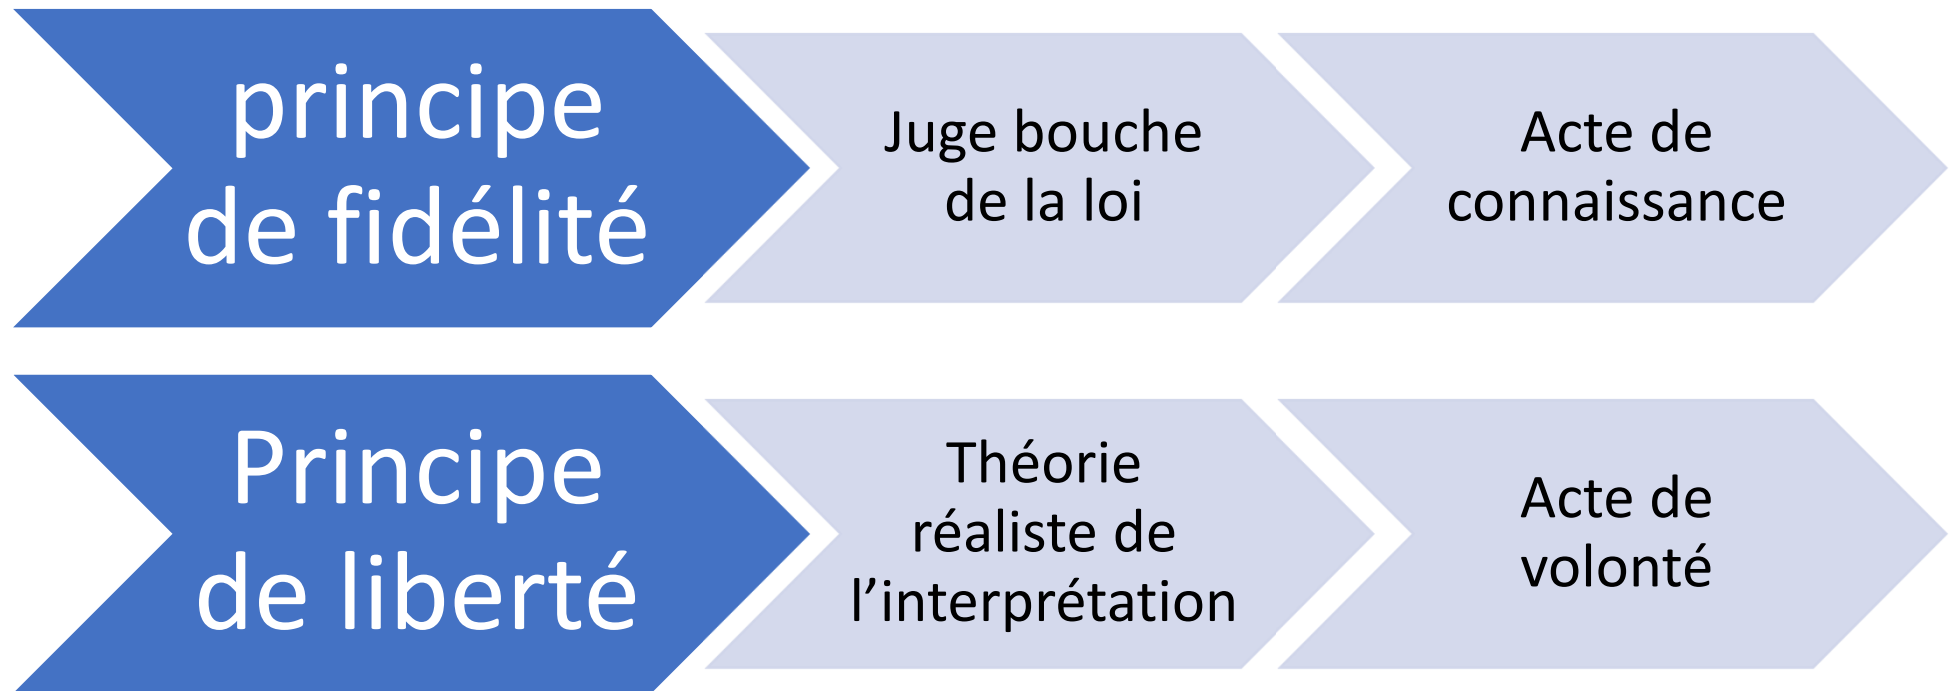 principe
de fidélité
Juge bouche
de la loi
Acte de
connaissance
Principe
de liberté
Théorie
réaliste de
l’interprétation
Acte de
volonté